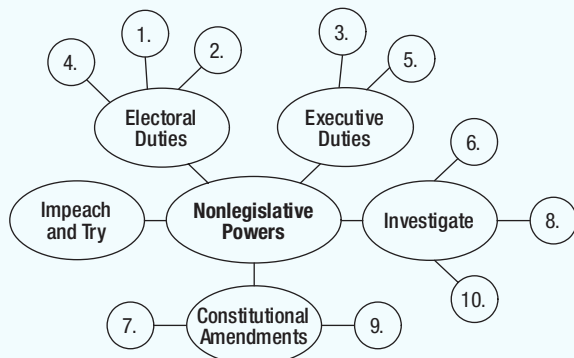 1.
3.
4.
2.
5.
Electoral
Duties
Executive
Duties
6.
Impeach
and Try
Nonlegislative
Powers
Investigate
8.
10.
7.
Constitutional
Amendments
9.